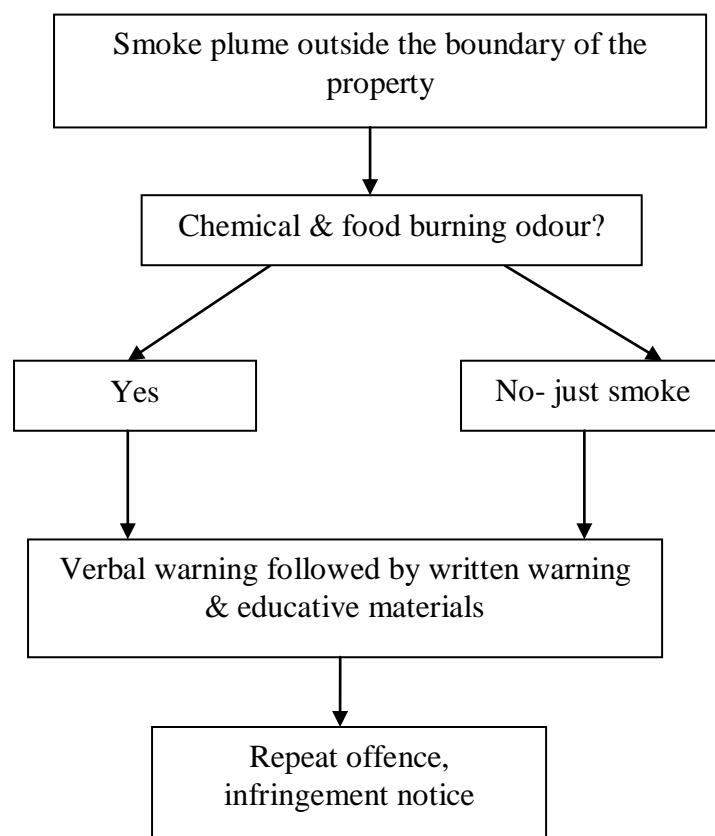 Smoke plume outside the boundary of the
property
Chemical & food burning odour?
Yes
No- just smoke
Verbal warning followed by written warning
& educative materials
Repeat offence,
infringement notice